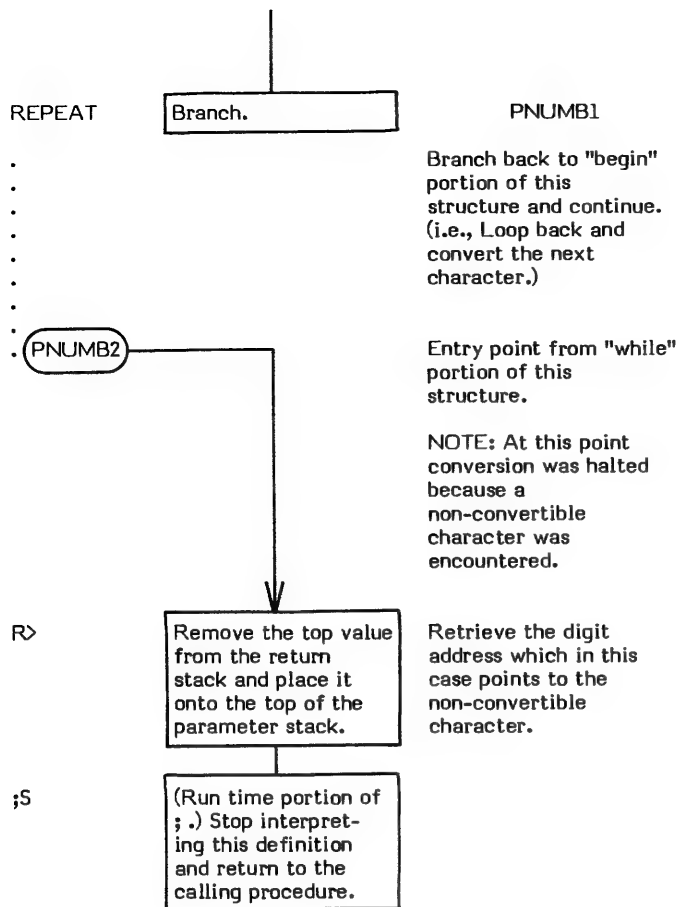 REPEAT
Branch.
PNUMB1
Branch back to "begin"
portion of this
structure and continue.
(i.e., Loop back and
convert the next
character.)
.
.
.
.
.
.
.
.
.
PNUMB2
Entry point from "while"
portion of this
structure.
NOTE: At this point
conversion was halted
because a
non-convertible
character was
encountered.
R>
Remove the top value
from the return
stack and place it
onto the top of the
parameter stack.
Retrieve the digit
address which in this
case points to the
non-convertible
character.
;S
(Run time portion of
; .) Stop interpret-
ing this definition
and return to the
calling procedure.